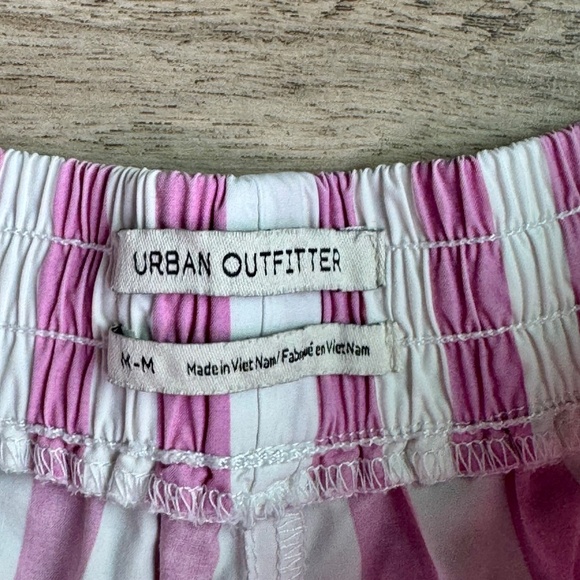 URBAN OUTFITTER
M-M Made in Viet Nam/Fabriqué en Viet Nam